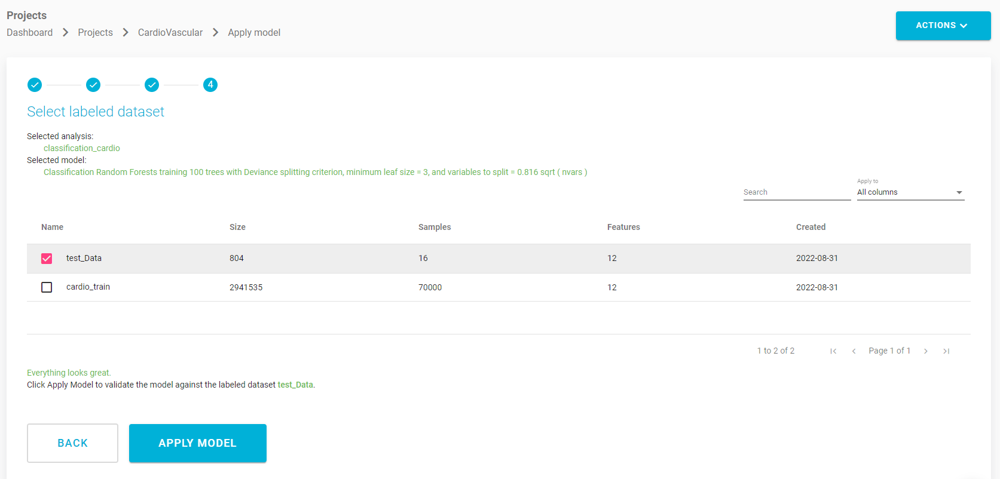 Projects
Dashboard Projects CardioVascular Apply model
ACTIONS
4
Select labeled dataset
Selected analysis:
classification_cardio
Selected model:
Classification Random Forests training 100 trees with Deviance splitting criterion, minimum leaf size = 3, and variables to split = 0.816 sqrt ( nvars )
Apply to
Search All columns
Name Size Samples Features Created
test_Data 804 16 12 2022-08-31
cardio_train 2941535 70000 12 2022-08-31
1 to 2 of 2 Page 1 of 1
Everything looks great.
Click Apply Model to validate the model against the labeled dataset test_Data.
BACK APPLY MODEL